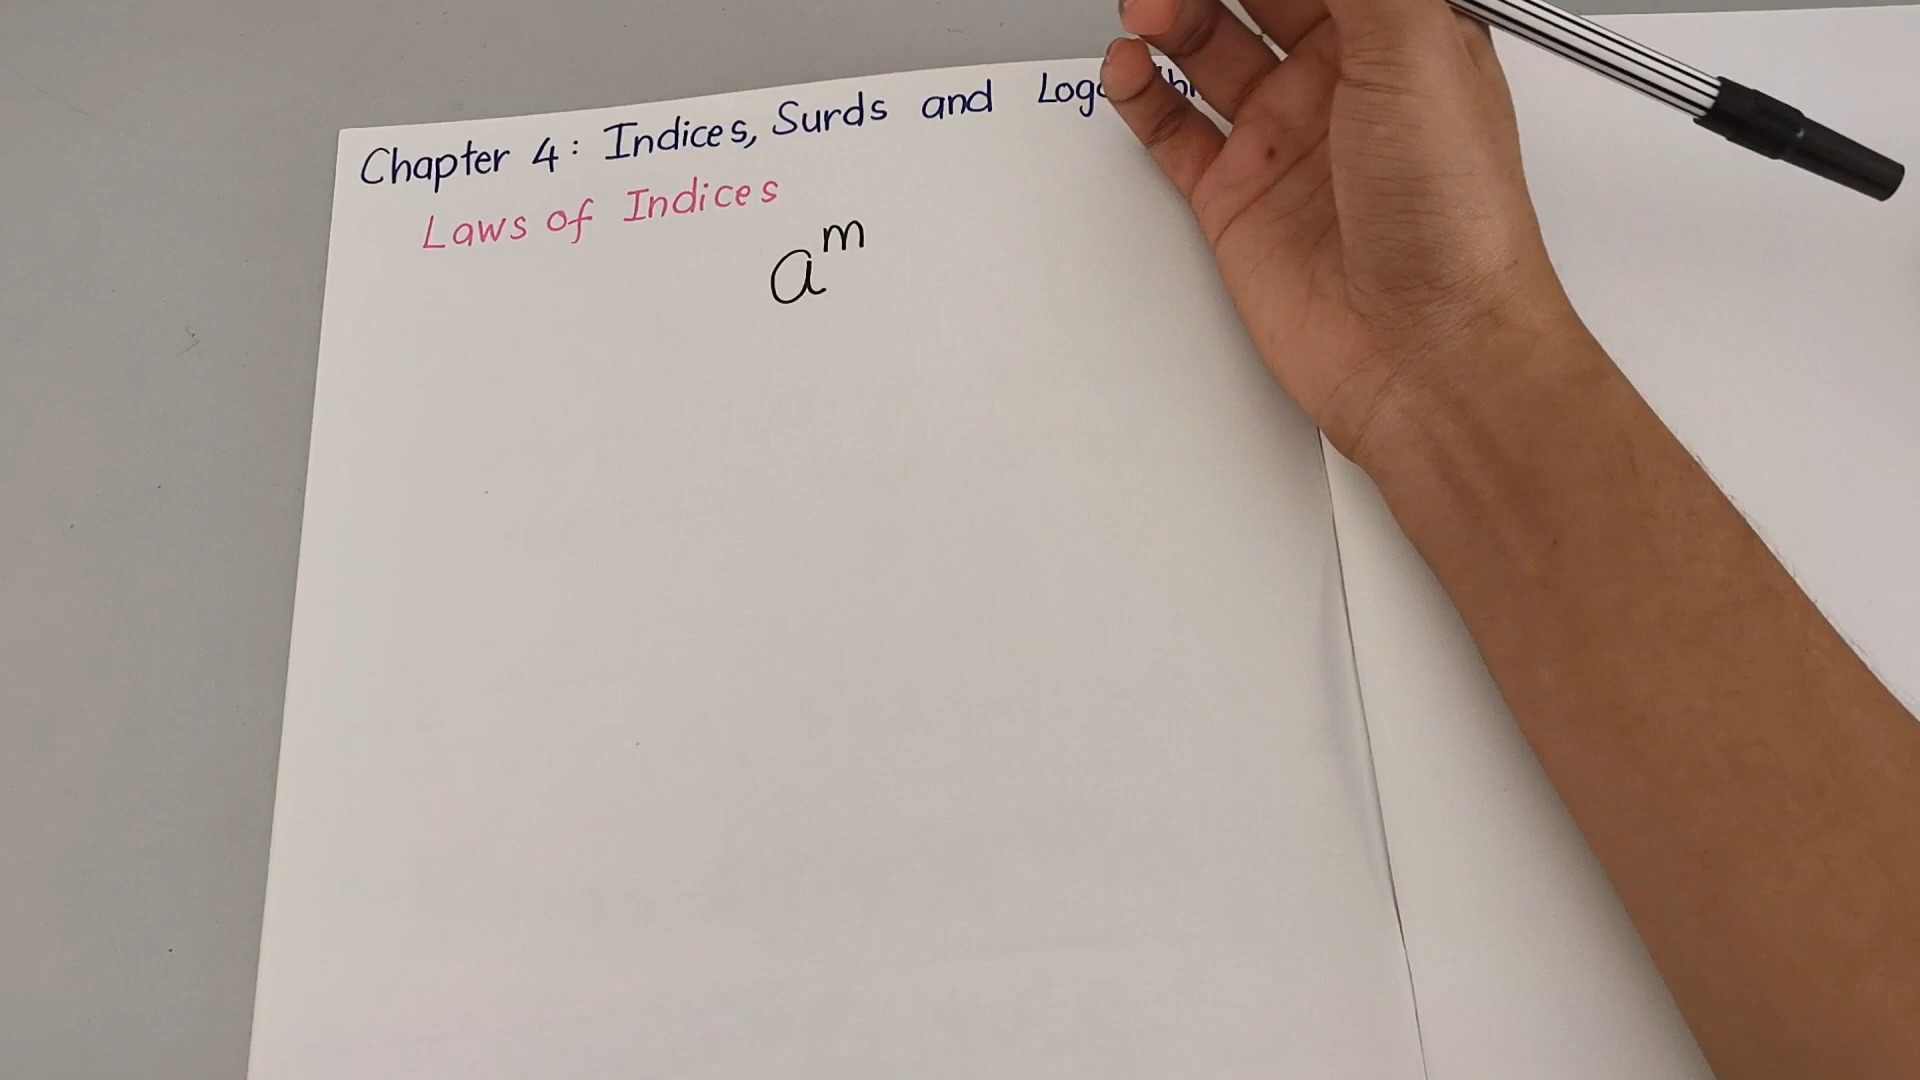 Chapter 4: Indices, Surds and
Laws of Indices
a^m